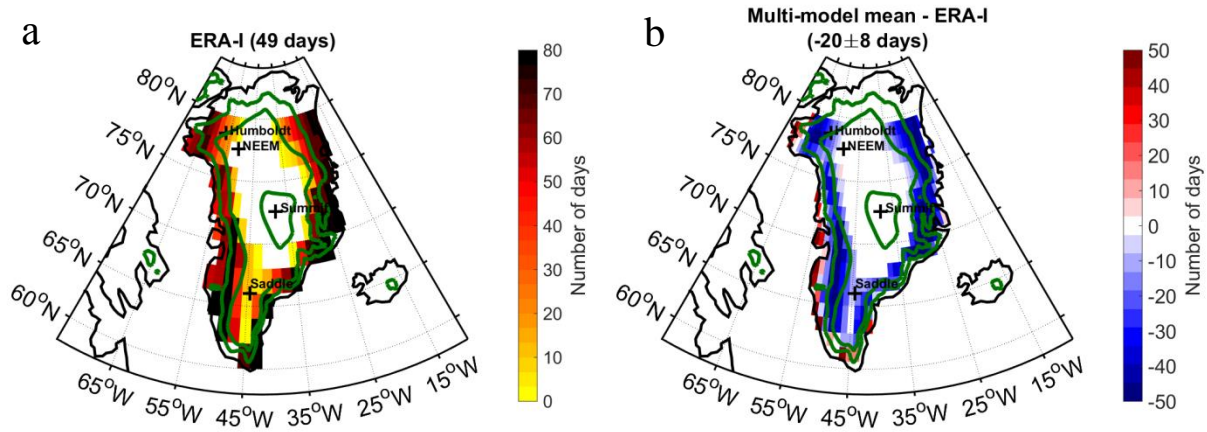 a
ERA-I (49 days)
80°N
75°N
70°N
65°N
60°N
65°W
55°W
45°W
35°W
25°W
15°W
Humboldt
NEEM
Summit
Saddle
80
70
60
50
40
30
20
10
0
Number of days
b
Multi-model mean - ERA-I
(-20±8 days)
80°N
75°N
70°N
65°N
60°N
65°W
55°W
45°W
35°W
25°W
15°W
Humboldt
NEEM
Summit
Saddle
50
40
30
20
10
0
-10
-20
-30
-40
-50
Number of days